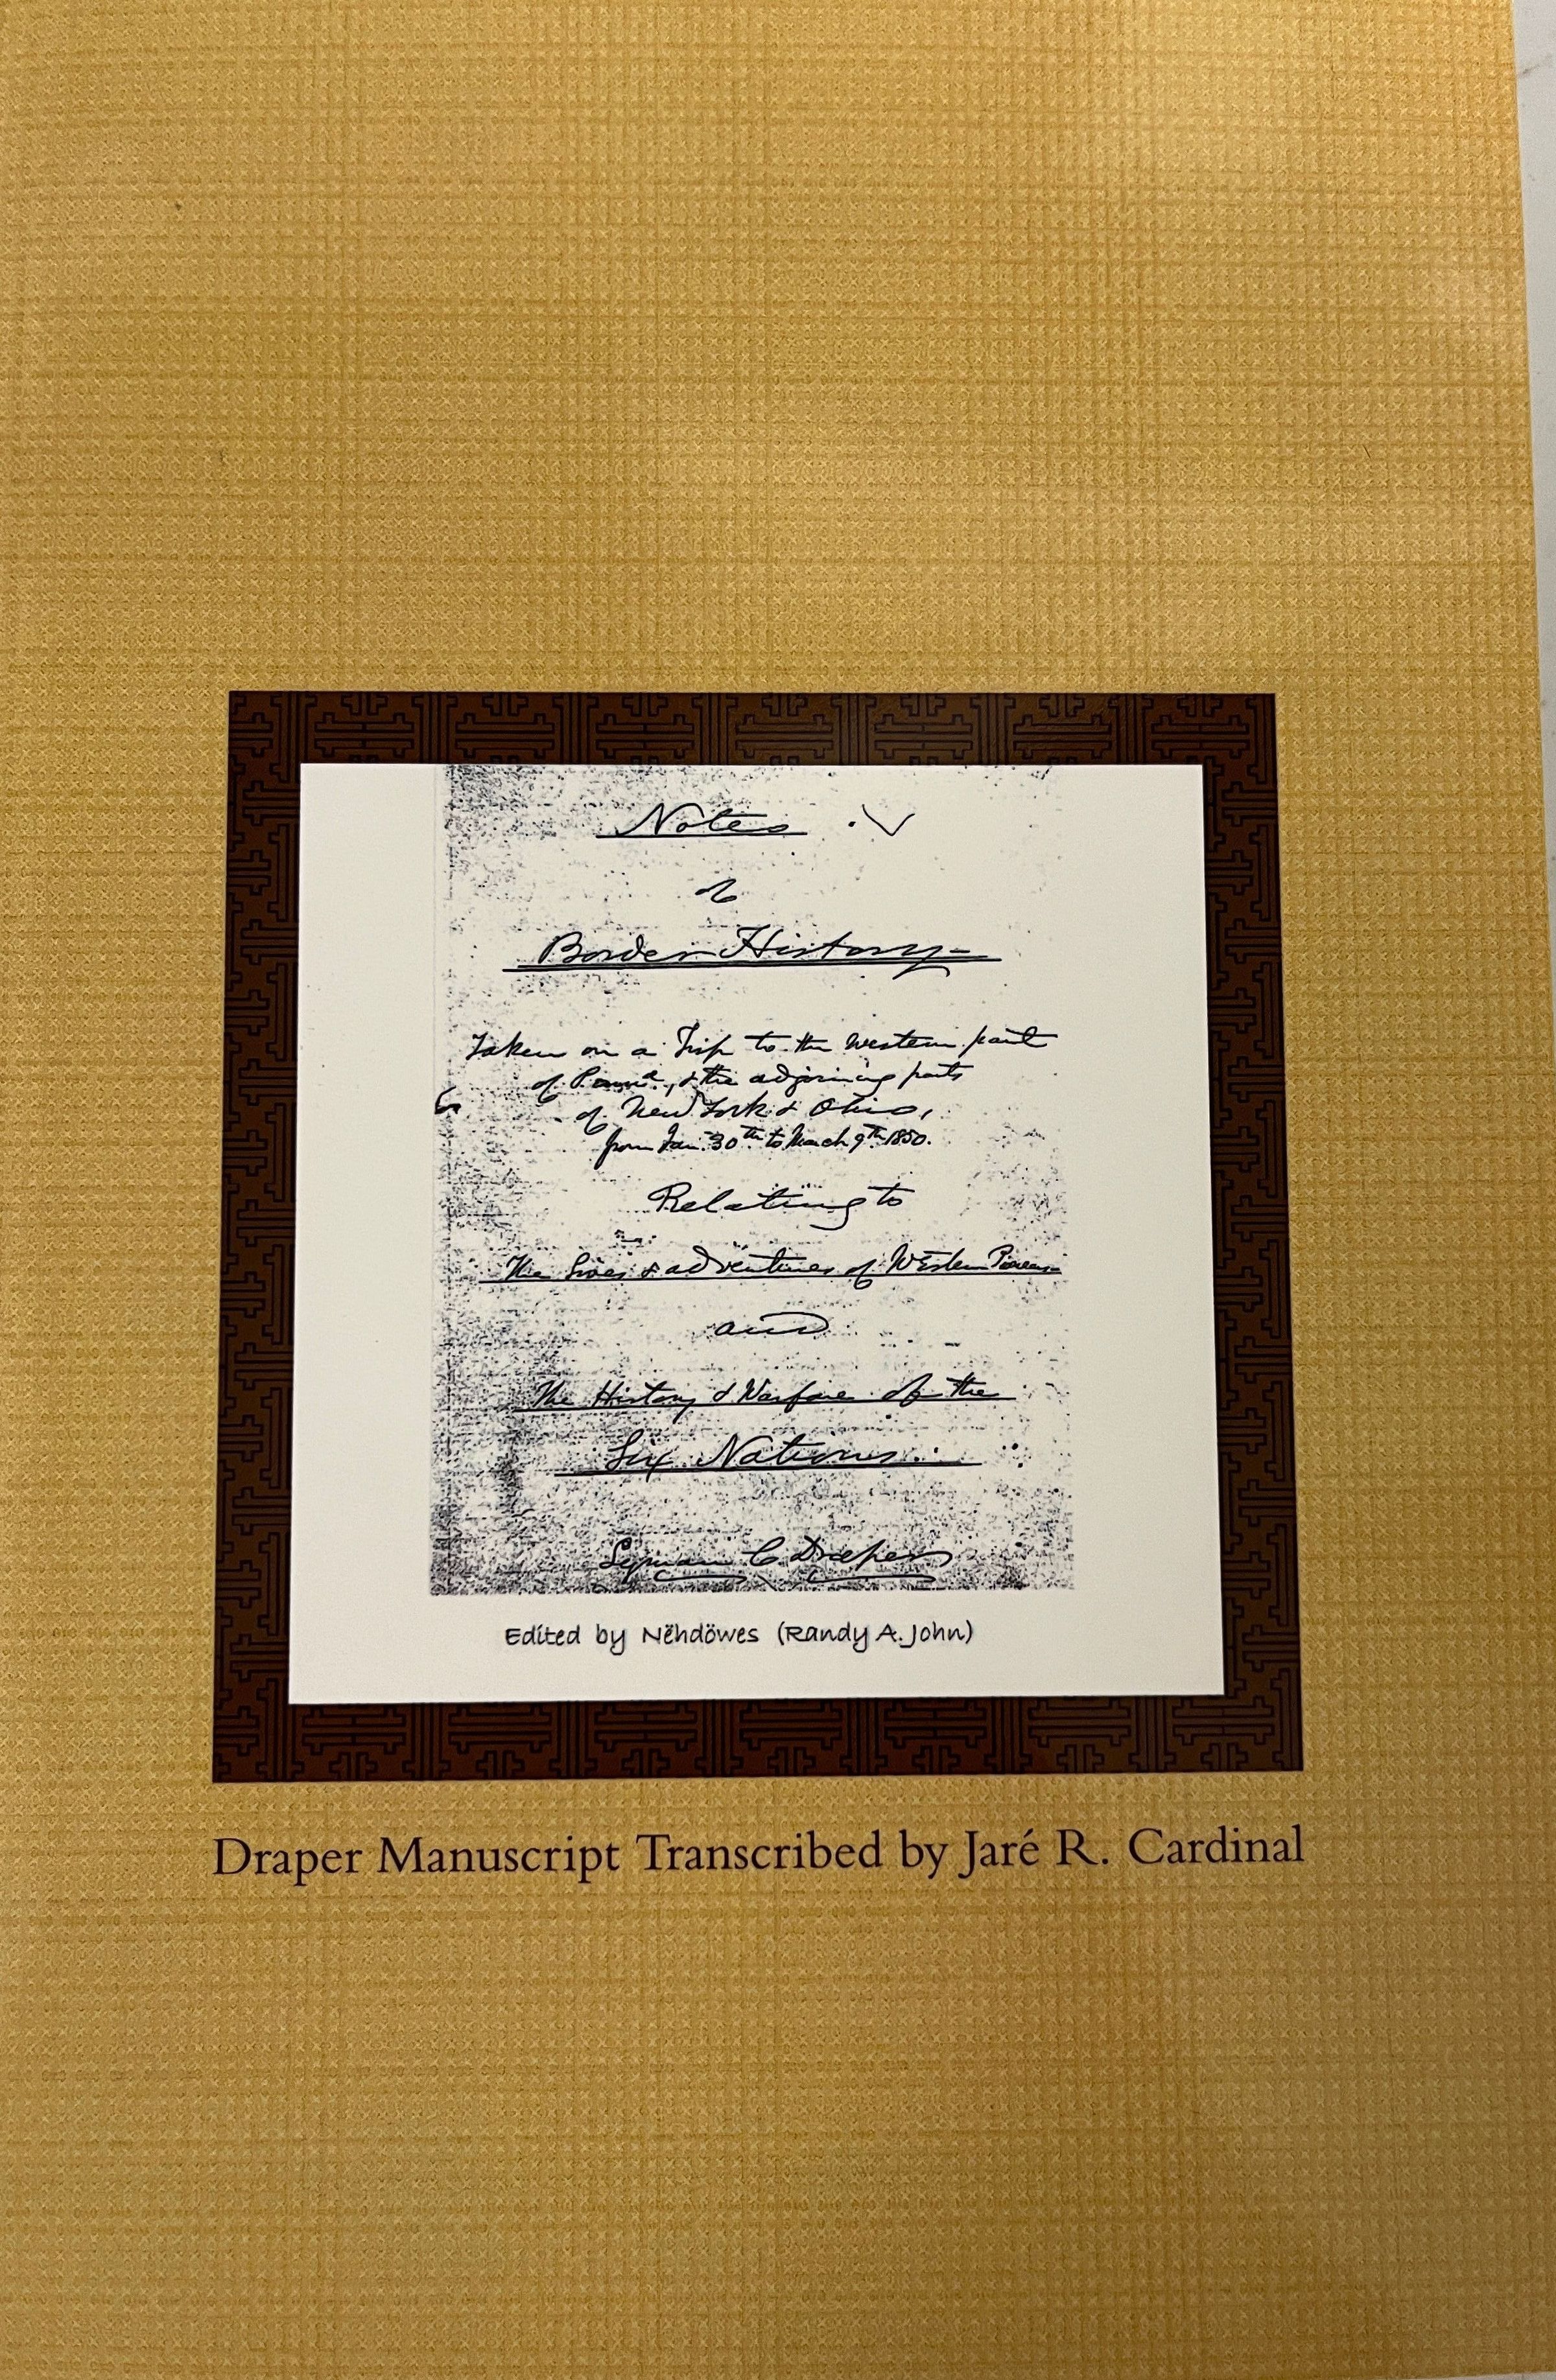 Notes
of
Border History
Taken on a Trip to the western part
of Penna., & the adjoining parts
of New York & Ohio,
from Jan. 30th to March 9th 1850.
Relating to
The Lives & adventures of Western Pioneers
and
The History & Warfare of the
Six Nations.
Lyman C Draper
Edited by Nëhdöwes (Randy A. John)
Draper Manuscript Transcribed by Jaré R. Cardinal